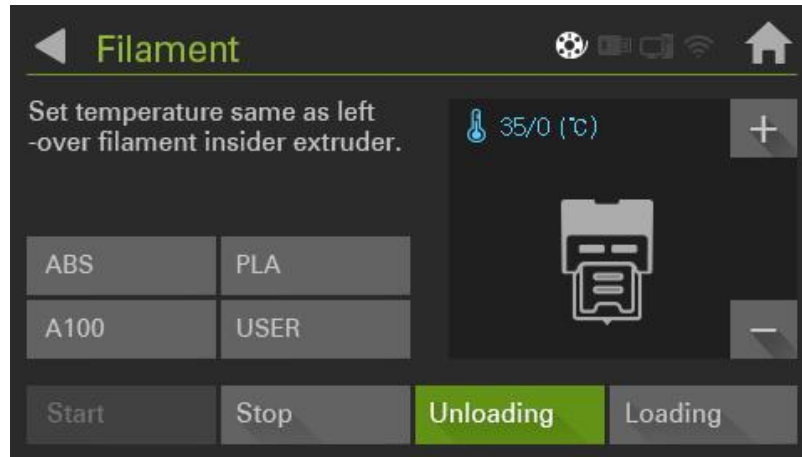 Filament
Set temperature same as left
-over filament insider extruder.
35/0 (℃)
+
ABS
PLA
A100
USER
-
Start
Stop
Unloading
Loading